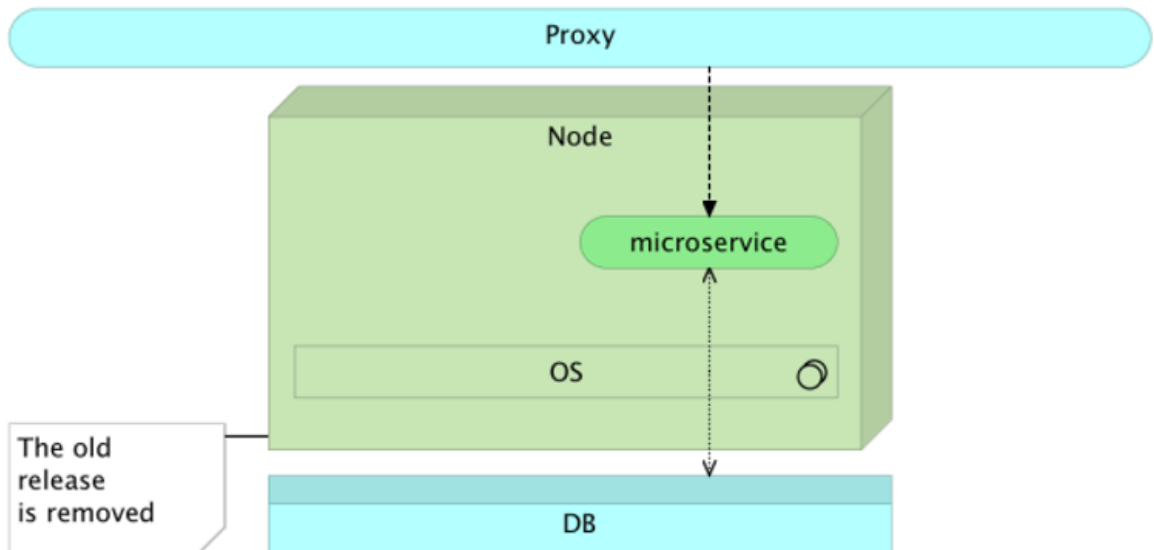 Proxy
Node
microservice
OS
The old
release
is removed
DB